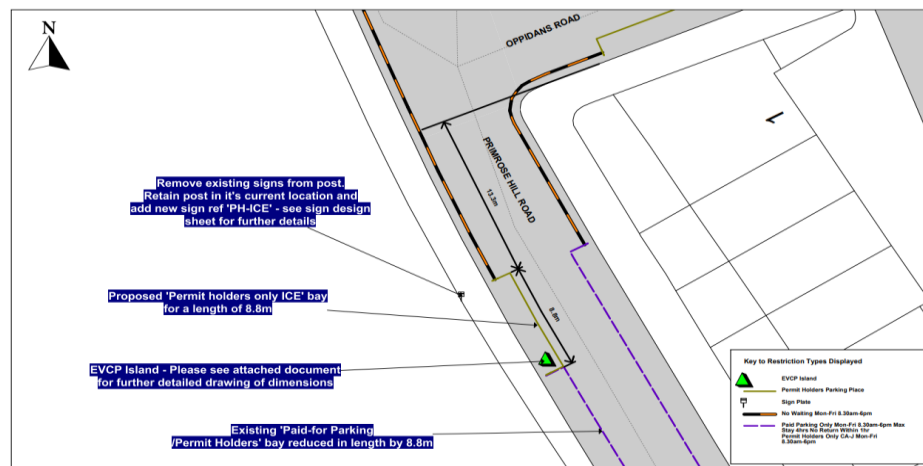 N
OPPIDANS ROAD
1
PRIMROSE HILL ROAD
13.3m
Remove existing signs from post.
Retain post in it's current location and
add new sign ref 'PH-ICE' - see sign design
sheet for further details
Proposed 'Permit holders only ICE' bay
for a length of 8.8m
8.8m
EVCP Island - Please see attached document
for further detailed drawing of dimensions
Existing 'Paid-for Parking
/Permit Holders' bay reduced in length by 8.8m
Key to Restriction Types Displayed
EVCP Island
Permit Holders Parking Place
Sign Plate
No Waiting Mon-Fri 8.30am-6pm
Paid Parking Only Mon-Fri 8.30am-6pm Max
Stay 4hrs No Return Within 1hr
Permit Holders Only CA-J Mon-Fri
8.30am-6pm